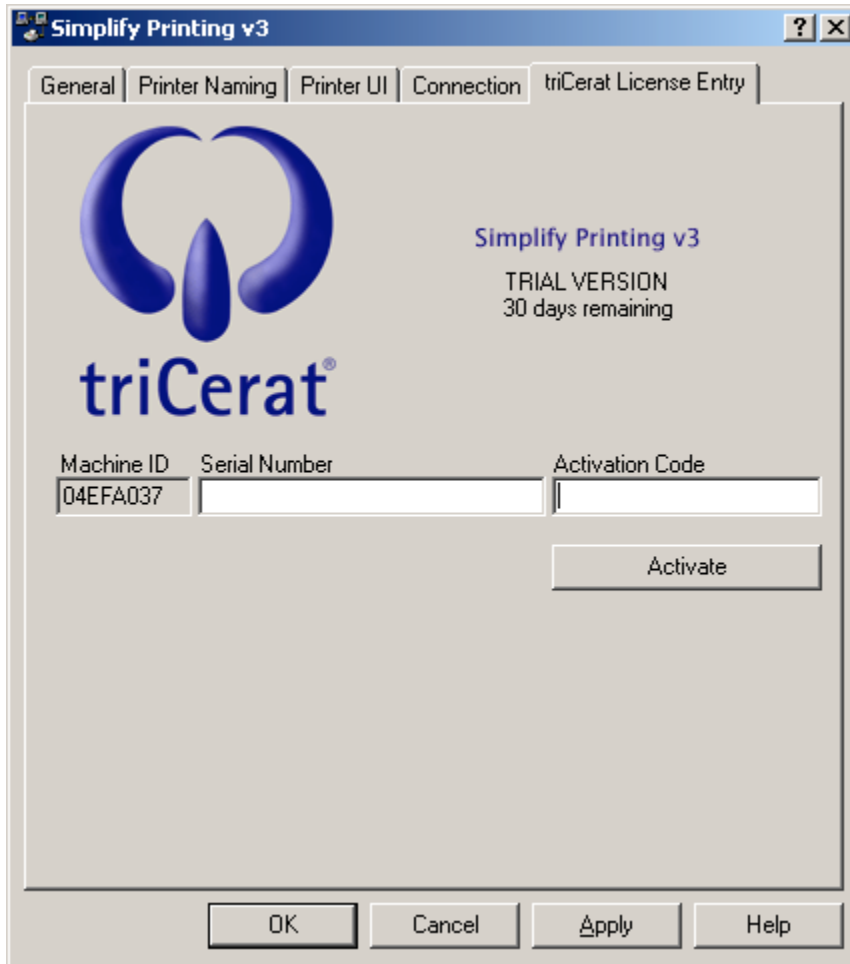 Simplify Printing v3
General Printer Naming Printer UI Connection triCerat License Entry
Simplify Printing v3
TRIAL VERSION
30 days remaining
triCerat®
Machine ID Serial Number Activation Code
04EFA037
Activate
OK Cancel Apply Help